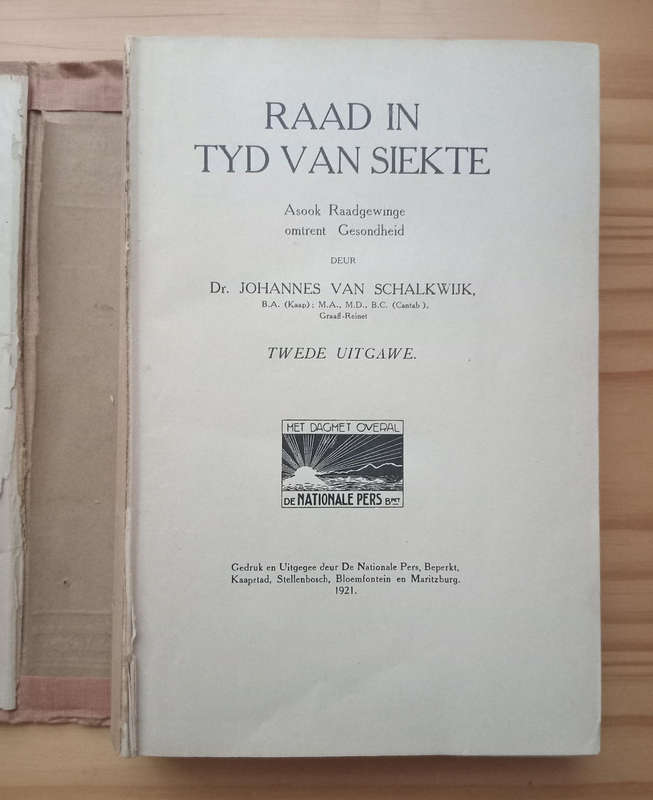 RAAD IN
TYD VAN SIEKTE
Asook Raadgewinge
omtrent Gesondheid
DEUR
Dr. JOHANNES VAN SCHALKWIJK,
B.A. (Kaap); M.A., M.D., B.C. (Cantab),
Graaff-Reinet
TWEDE UITGAWE.
HET DAGHET OVERAL
DE NATIONALE PERS BPKT
Gedruk en Uitgegee deur De Nationale Pers, Beperkt,
Kaapstad, Stellenbosch, Bloemfontein en Maritzburg.
1921.